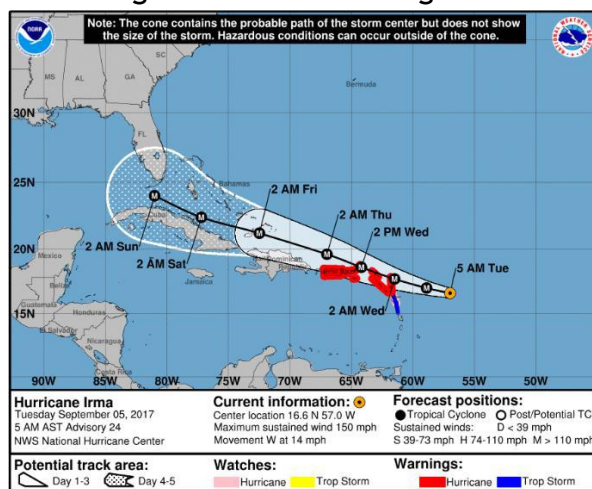 Note: The cone contains the probable path of the storm center but does not show
the size of the storm. Hazardous conditions can occur outside of the cone.
NOAA
MS
AL
GA
SC
FL
Bermuda
30N
25N
20N
15N
Bahamas
Cuba
Mexico
Jamaica
Dominican
Republic
Puerto Rico
Belize
Honduras
Guatemala
El Salvador
Nicaragua
Costa Rica
2 AM Fri
2 AM Thu
2 PM Wed
5 AM Tue
2 AM Sun
2 AM Sat
2 AM Wed
M M M M M M M M
90W 85W 80W 75W 70W 65W 60W 55W 50W
Hurricane Irma
Tuesday September 05, 2017
5 AM AST Advisory 24
NWS National Hurricane Center
Current information:
Center location 16.6 N 57.0 W
Maximum sustained wind 150 mph
Movement W at 14 mph
Forecast positions:
Tropical Cyclone Post/Potential TC
Sustained winds: D < 39 mph
S 39-73 mph H 74-110 mph M > 110 mph
Potential track area:
Day 1-3 Day 4-5
Watches:
Hurricane Trop Storm
Warnings:
Hurricane Trop Storm